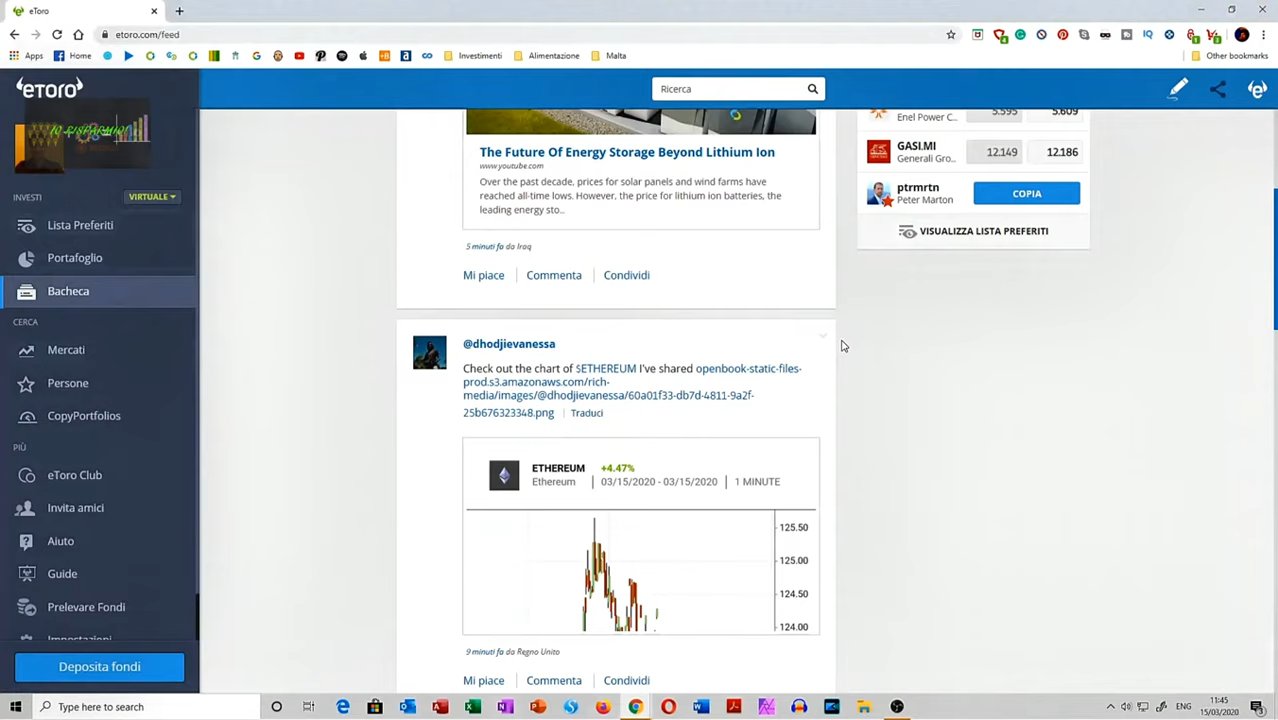 eToro
etoro.com/feed
Apps
Home
Investimenti
Alimentazione
Malta
Other bookmarks
eToro
Ricerca
IO RISPARMIO
INVESTI
VIRTUALE
Lista Preferiti
Portafoglio
Bacheca
CERCA
Mercati
Persone
CopyPortfolios
PIÙ
eToro Club
Invita amici
Aiuto
Guide
Prelevare Fondi
Impostazioni
Deposita fondi
The Future Of Energy Storage Beyond Lithium Ion
www.youtube.com
Over the past decade, prices for solar panels and wind farms have
reached all-time lows. However, the price for lithium ion batteries, the
leading energy sto...
5 minuti fa da Iraq
Mi piace
Commenta
Condividi
@dhodjievanessa
Check out the chart of $ETHEREUM I've shared openbook-static-files-
prod.s3.amazonaws.com/rich-
media/images/@dhodjievanessa/60a01f33-db7d-4811-9a2f-
25b676323348.png | Traduci
ETHEREUM +4.47%
Ethereum | 03/15/2020 - 03/15/2020 | 1 MINUTE
125.50
125.00
124.50
124.00
9 minuti fa da Regno Unito
Mi piace
Commenta
Condividi
Enel Power C...
5.595
5.609
GASI.MI
Generali Gro...
12.149
12.186
ptrmrtn
Peter Marton
COPIA
VISUALIZZA LISTA PREFERITI
Type here to search
ENG
11:45
15/03/2020